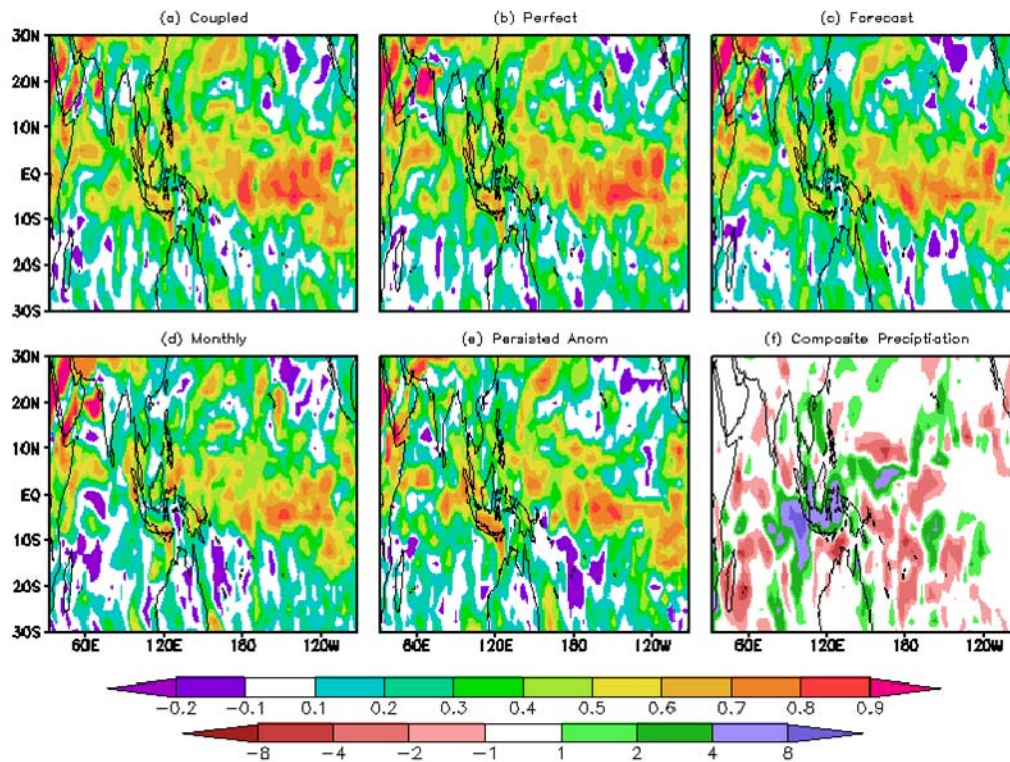 (a) Coupled
(b) Perfect
(c) Forecast
30N
20N
10N
EQ
10S
20S
30S
(d) Monthly
(e) Persisted Anom
(f) Composite Preciptiation
30N
20N
10N
EQ
10S
20S
30S
60E 120E 180 120W
60E 120E 180 120W
60E 120E 180 120W
-0.2 -0.1 0.1 0.2 0.3 0.4 0.5 0.6 0.7 0.8 0.9
-8 -4 -2 -1 1 2 4 8